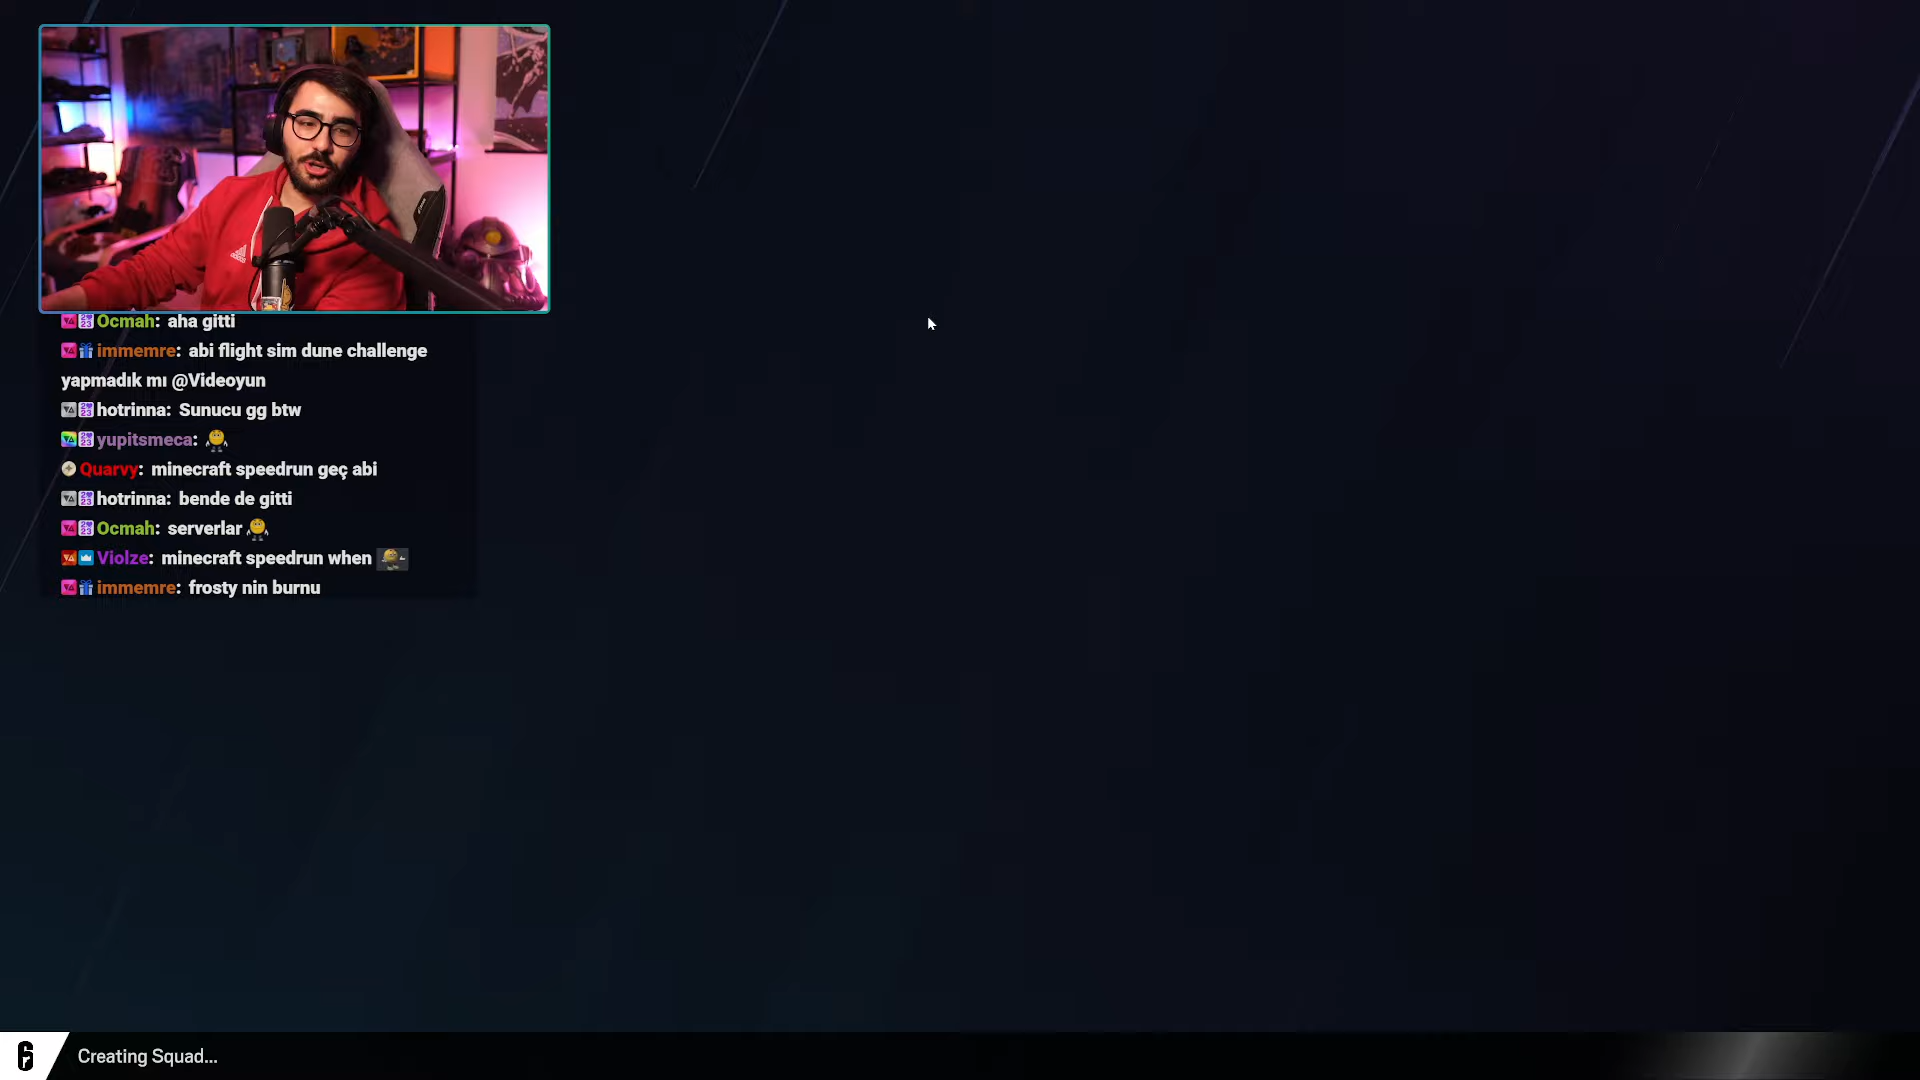 Ocmah: aha gitti
immemre: abi flight sim dune challenge
yapmadık mı @Videoyun
hotrinna: Sunucu gg btw
yupitsmeca:
Quarvy: minecraft speedrun geç abi
hotrinna: bende de gitti
Ocmah: serverlar
Violze: minecraft speedrun when
immemre: frosty nin burnu
Creating Squad...